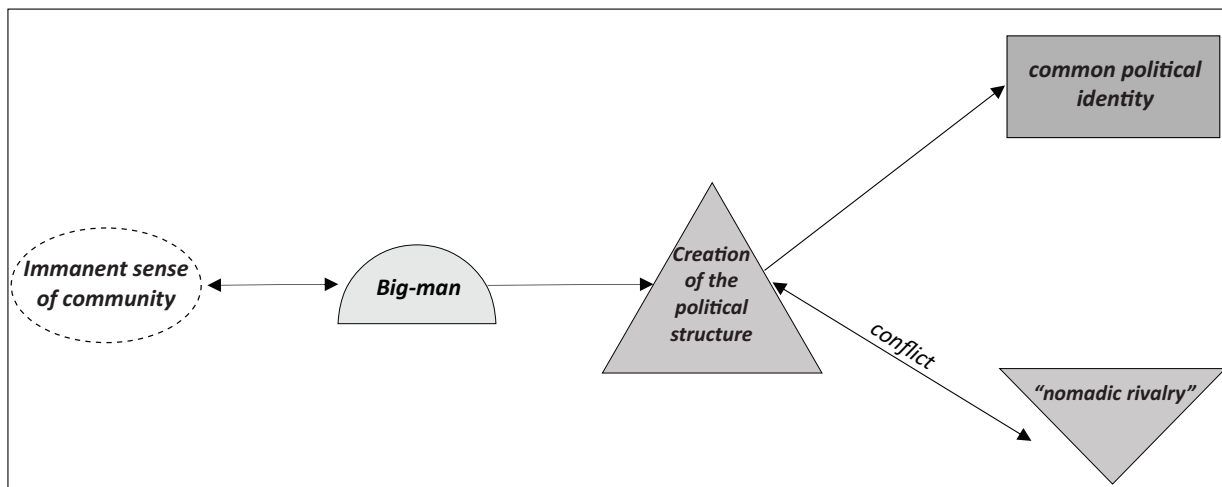 common political
identity
Immanent sense
of community
Big-man
Creation
of the
political
structure
conflict
“nomadic rivalry”